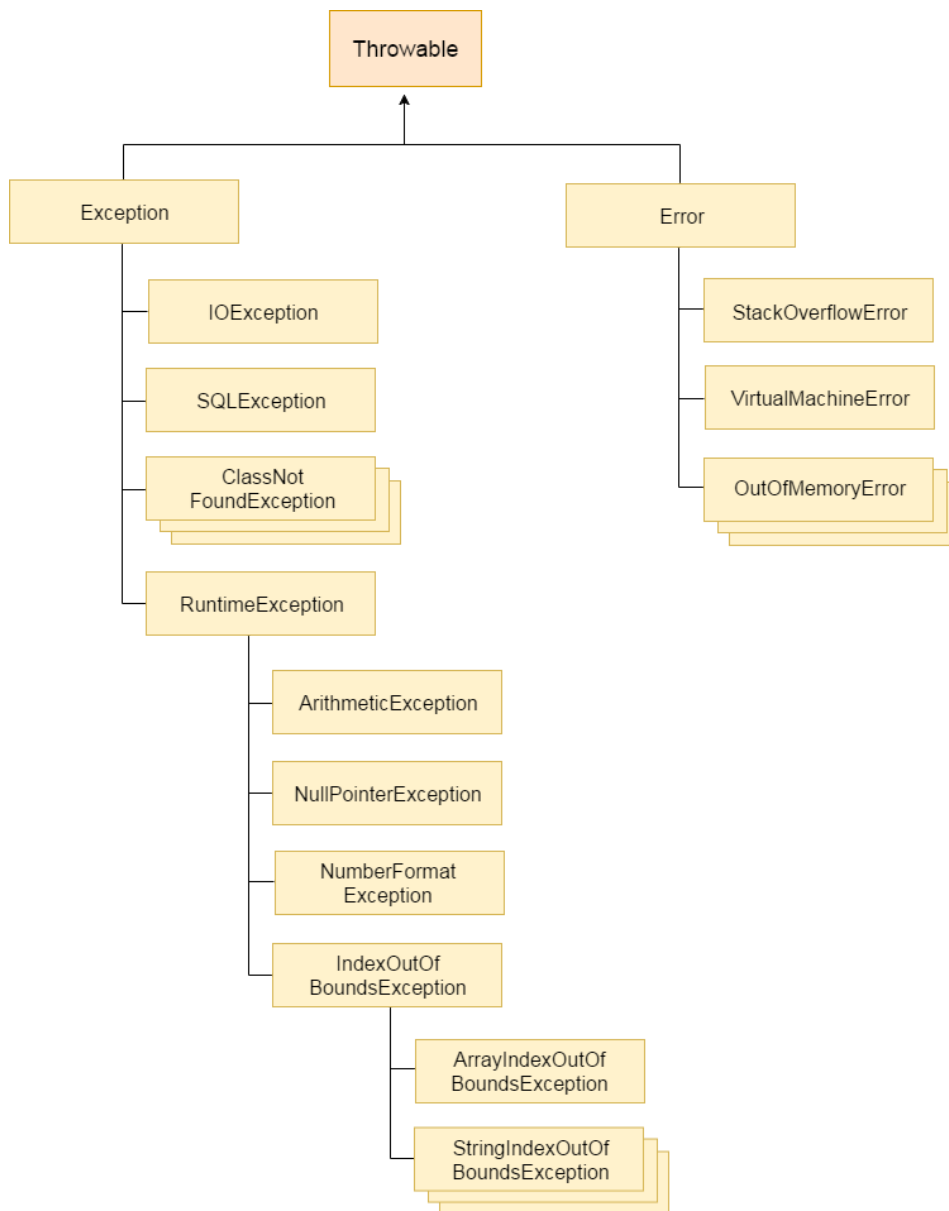 Throwable
Exception
Error
IOException
StackOverflowError
SQLException
VirtualMachineError
ClassNot
FoundException
OutOfMemoryError
RuntimeException
ArithmeticException
NullPointerException
NumberFormat
Exception
IndexOutOf
BoundsException
ArrayIndexOutOf
BoundsException
StringIndexOutOf
BoundsException